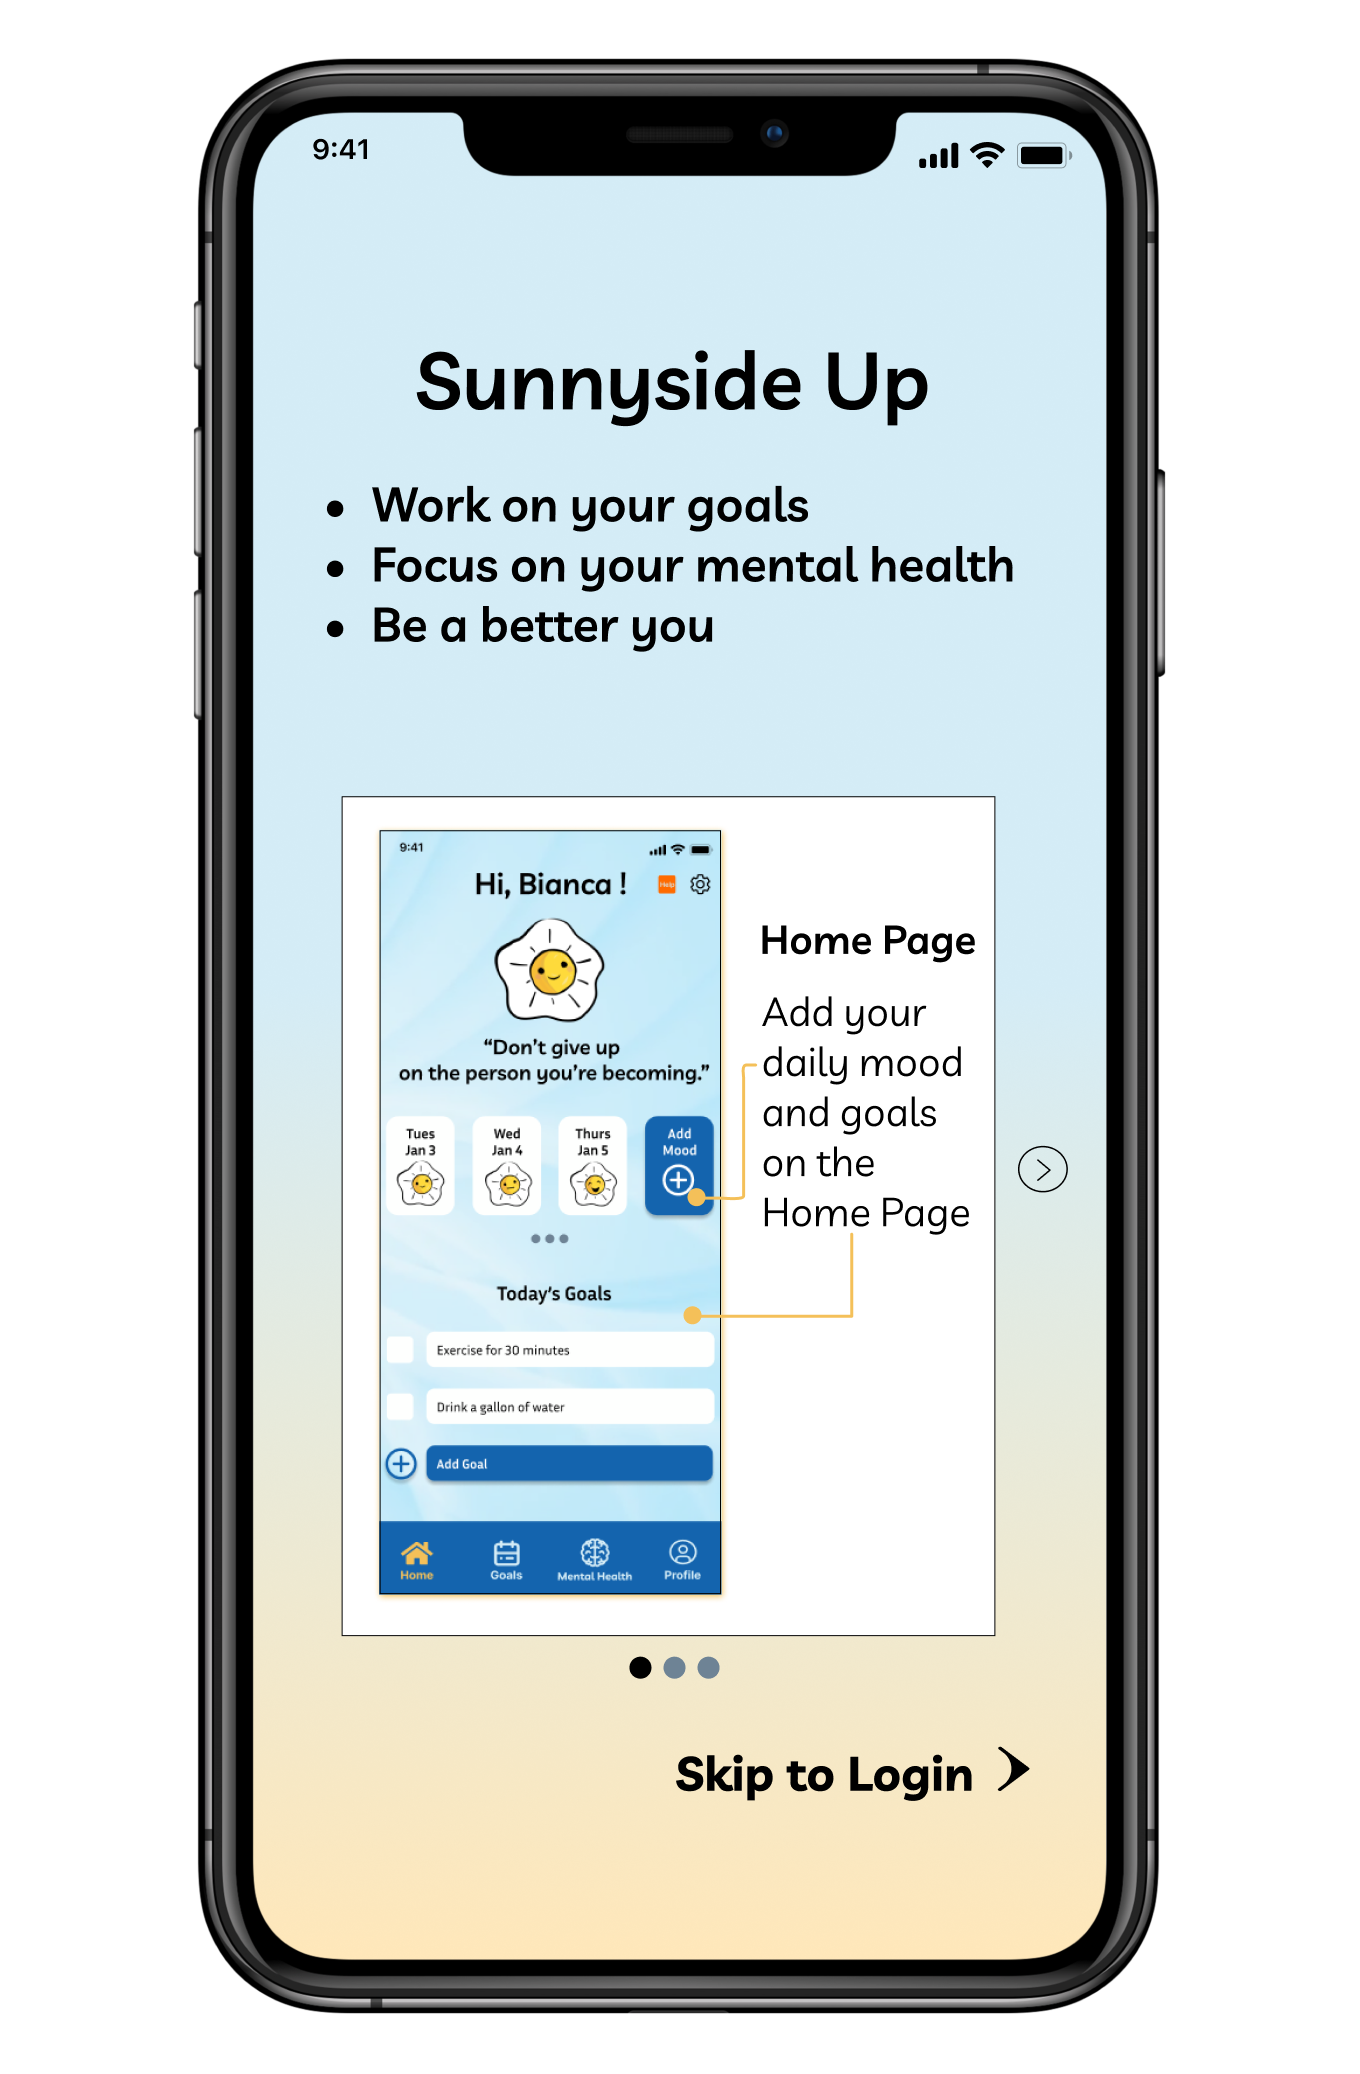 9:41
Sunnyside Up
• Work on your goals
• Focus on your mental health
• Be a better you
9:41
Hi, Bianca !
Help
“Don’t give up
on the person you’re becoming.”
Tues
Jan 3
Wed
Jan 4
Thurs
Jan 5
Add
Mood
Today’s Goals
Exercise for 30 minutes
Drink a gallon of water
Add Goal
Home
Goals
Mental Health
Profile
Home Page
Add your
daily mood
and goals
on the
Home Page
Skip to Login